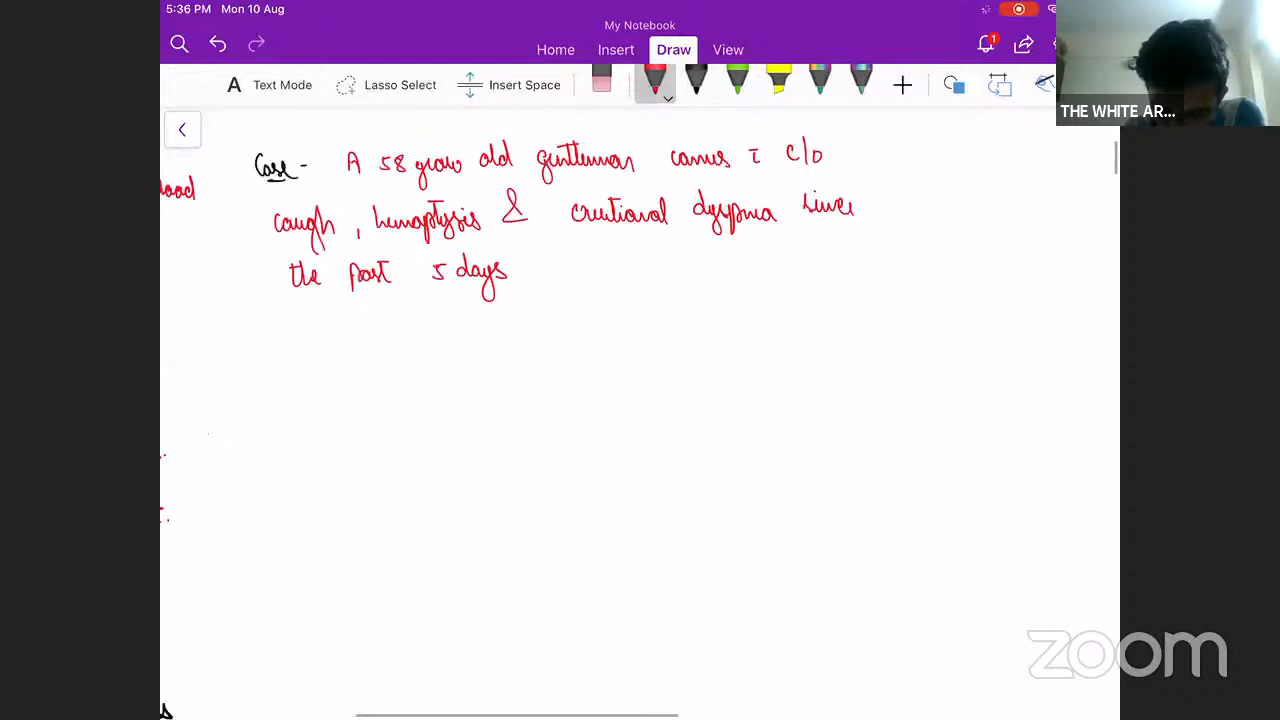 5:36 PM Mon 10 Aug
My Notebook
Home Insert Draw View
1
A Text Mode Lasso Select Insert Space
THE WHITE AR...
Case - A 58 year old gentleman comes c̄ c/o
cough, hemoptysis & exertional dyspnea since
the past 5 days
zoom